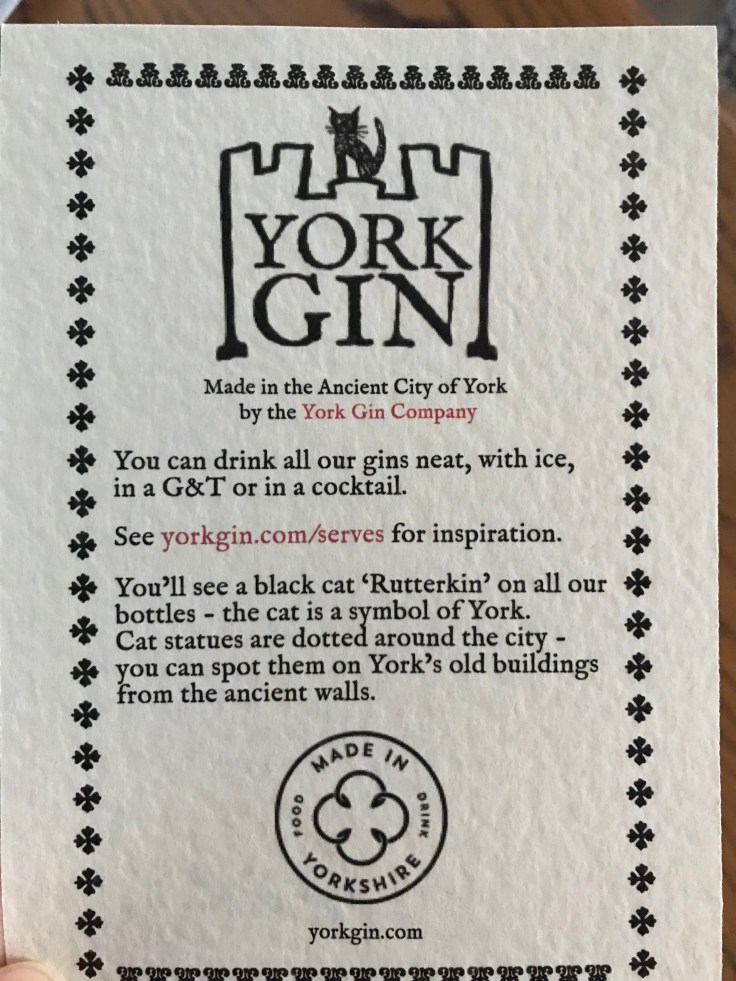 YORK
GIN
Made in the Ancient City of York
by the York Gin Company
You can drink all our gins neat, with ice,
in a G&T or in a cocktail.
See yorkgin.com/serves for inspiration.
You'll see a black cat ‘Rutterkin’ on all our
bottles - the cat is a symbol of York.
Cat statues are dotted around the city -
you can spot them on York's old buildings
from the ancient walls.
MADE IN
FOOD
DRINK
YORKSHIRE
yorkgin.com